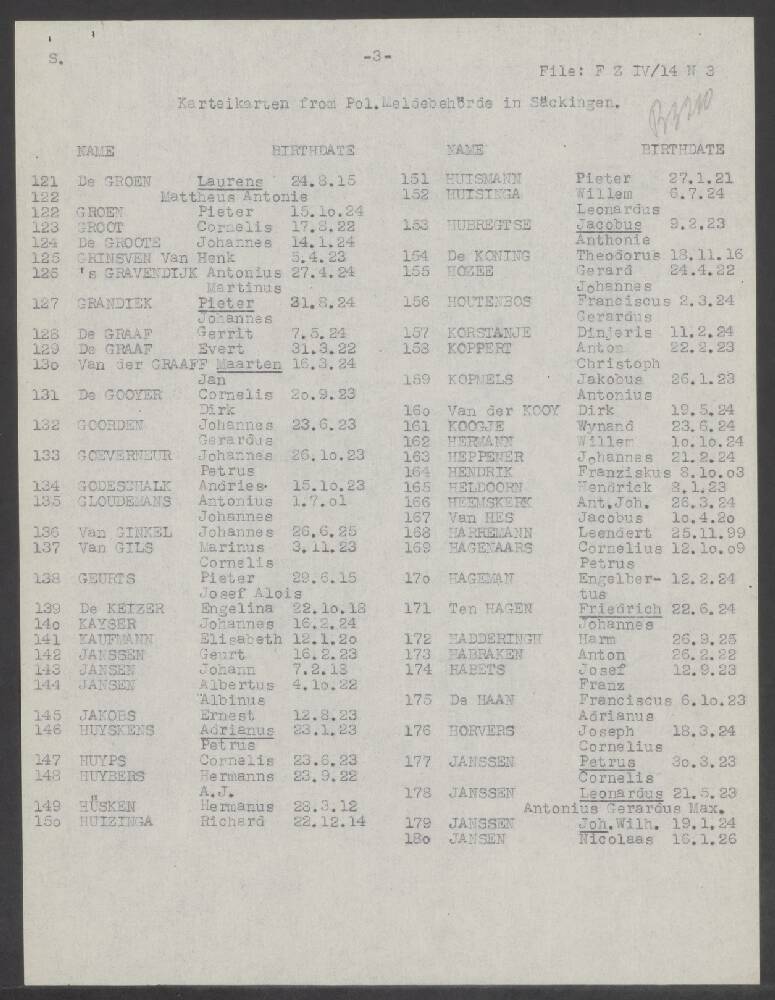 S.
-3-
File: F Z IV/14 N 3
Karteikarten from Pol.Meldebehörde in Säckingen.
NAME BIRTHDATE
121 De GROEN Laurens 24.8.15
122 Mattheus Antonie
122 GROEN Pieter 15.1o.24
123 GROOT Cornelis 17.8.22
124 De GROOTE Johannes 14.1.24
125 GRINSVEN Van Henk 5.4.23
126 's GRAVENDIJK Antonius 27.4.24
Martinus
127 GRANDIEK Pieter 31.8.24
Johannes
128 De GRAAF Gerrit 7.5.24
129 De GRAAF Evert 31.3.22
13o Van der GRAAFF Maarten 16.3.24
Jan
131 De GOOYER Cornelis 2o.9.23
Dirk
132 GOORDEN Johannes 23.6.23
Gerardus
133 GOEVERNEUR Johannes 26.1o.23
Petrus
134 GODESCHALK Andries 15.1o.23
135 GLOUDEMANS Antonius 1.7.o1
Johannes
136 Van GINKEL Johannes 26.6.25
137 Van GILS Marinus 3.11.23
Cornelis
138 GEURTS Pieter 29.6.15
Josef Alois
139 De KEIZER Engelina 22.1o.18
14o KAYSER Johannes 16.2.24
141 KAUFMANN Elisabeth 12.1.2o
142 JANSSEN Geurt 16.2.23
143 JANSEN Johann 7.2.13
144 JANSEN Albertus 4.1o.22
Albinus
145 JAKOBS Ernest 12.8.23
146 HUYSKENS Adrianus 23.1.23
Petrus
147 HUYPS Cornelis 23.6.23
148 HUYBERS Hermanns 23.9.22
A.J.
149 HÜSKEN Hermanus 28.3.12
15o HUIZINGA Richard 22.12.14
NAME BIRTHDATE
151 HUISMANN Pieter 27.1.21
152 HUISINGA Willem 6.7.24
Leonardus
153 HUBREGTSE Jacobus 9.2.23
Anthonie
154 De KONING Theodorus 18.11.16
155 HOZEE Gerard 24.4.22
Johannes
156 HOUTENBOS Franciscus 2.3.24
Gerardus
157 KORSTANJE Dinjeris 11.2.24
158 KOPPERT Anton 22.2.23
Christoph
159 KOPMELS Jakobus 26.1.23
Antonius
16o Van der KOOY Dirk 19.5.24
161 KOOGJE Wynand 23.6.24
162 HERMANN Willem 1o.1o.24
163 HEPPENER Johannes 21.2.24
164 HENDRIK Franziskus 8.1o.o3
165 HELDOORN Hendrick 8.1.23
166 HEEMSKERK Ant.Joh. 26.3.24
167 Van HES Jacobus 1o.4.2o
168 HARREMANN Leendert 25.11.99
169 HAGENAARS Cornelius 12.1o.o9
Petrus
17o HAGEMAN Engelber- 12.2.24
tus
171 Ten HAGEN Friedrich 22.6.24
Johannes
172 HADDERINGH Harm 26.9.25
173 HABRAKEN Anton 26.2.22
174 HABETS Josef 12.9.23
Franz
175 De HAAN Franciscus 6.1o.23
Adrianus
176 HORVERS Joseph 18.3.24
Cornelius
177 JANSSEN Petrus 3o.3.23
Cornelis
178 JANSSEN Leonardus 21.5.23
Antonius Gerardus Max.
179 JANSSEN Joh.Wilh. 19.1.24
18o JANSEN Nicolaas 16.1.26